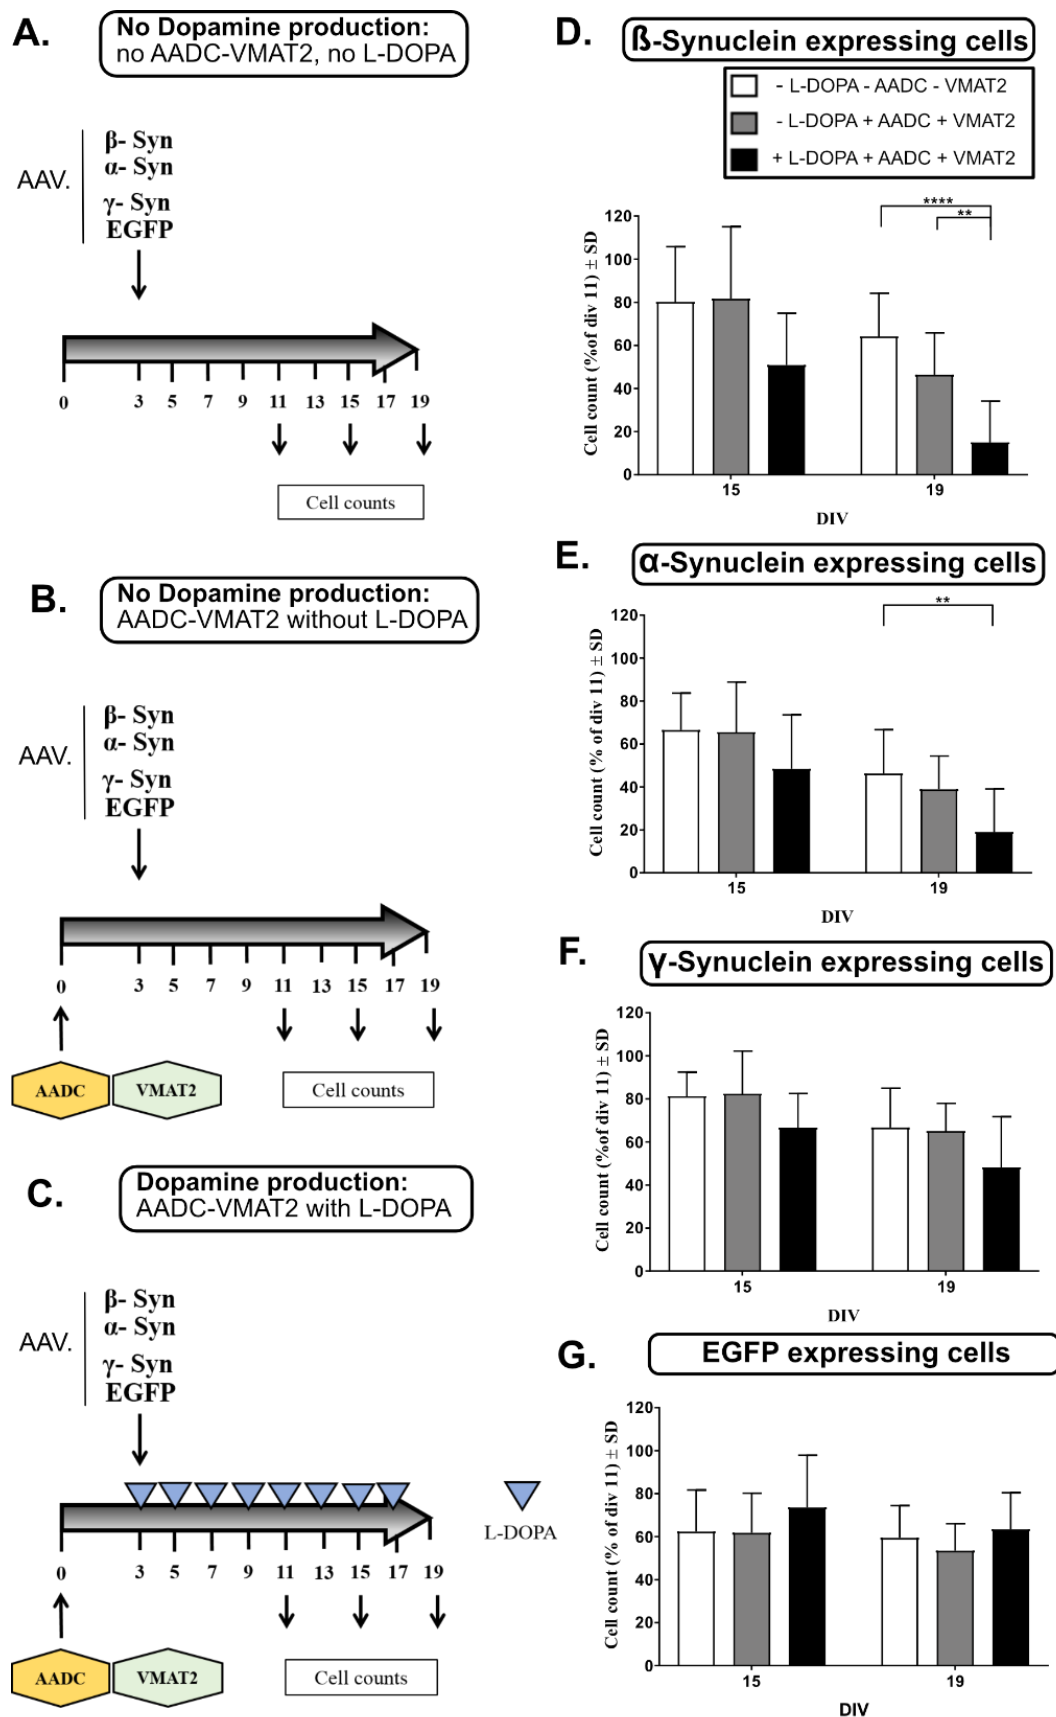 A.
No Dopamine production:
no AADC-VMAT2, no L-DOPA
AAV.
β- Syn
α- Syn
γ- Syn
EGFP
0 3 5 7 9 11 13 15 17 19
Cell counts
B.
No Dopamine production:
AADC-VMAT2 without L-DOPA
AAV.
β- Syn
α- Syn
γ- Syn
EGFP
0 3 5 7 9 11 13 15 17 19
AADC VMAT2
Cell counts
C.
Dopamine production:
AADC-VMAT2 with L-DOPA
AAV.
β- Syn
α- Syn
γ- Syn
EGFP
L-DOPA
0 3 5 7 9 11 13 15 17 19
AADC VMAT2
Cell counts
D.
ß-Synuclein expressing cells
- L-DOPA - AADC - VMAT2
- L-DOPA + AADC + VMAT2
+ L-DOPA + AADC + VMAT2
Cell count (%of div 11) ± SD
120
100
80
60
40
20
0
****
**
15 19
DIV
E.
α-Synuclein expressing cells
Cell count (% of div 11) ± SD
120
100
80
60
40
20
0
**
15 19
DIV
F.
γ-Synuclein expressing cells
Cell count (%of div 11) ± SD
120
100
80
60
40
20
0
15 19
DIV
G.
EGFP expressing cells
Cell count (% of div 11) ± SD
120
100
80
60
40
20
0
15 19
DIV